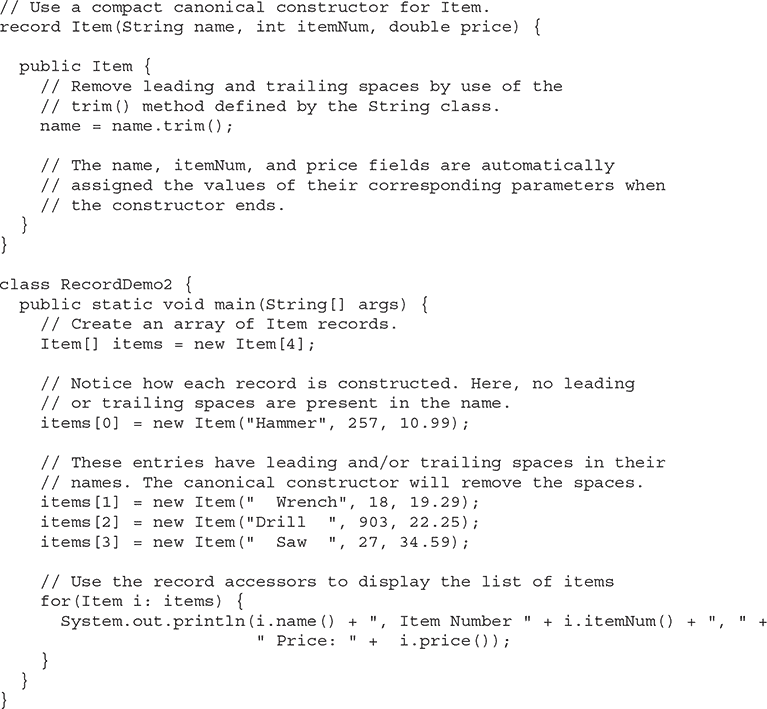 // Use a compact canonical constructor for Item.
record Item(String name, int itemNum, double price) {

  public Item {
    // Remove leading and trailing spaces by use of the
    // trim() method defined by the String class.
    name = name.trim();

    // The name, itemNum, and price fields are automatically
    // assigned the values of their corresponding parameters when
    // the constructor ends.
  }
}

class RecordDemo2 {
  public static void main(String[] args) {
    // Create an array of Item records.
    Item[] items = new Item[4];

    // Notice how each record is constructed. Here, no leading
    // or trailing spaces are present in the name.
    items[0] = new Item("Hammer", 257, 10.99);

    // These entries have leading and/or trailing spaces in their
    // names. The canonical constructor will remove the spaces.
    items[1] = new Item("  Wrench", 18, 19.29);
    items[2] = new Item("Drill  ", 903, 22.25);
    items[3] = new Item("  Saw  ", 27, 34.59);

    // Use the record accessors to display the list of items
    for(Item i: items) {
      System.out.println(i.name() + ", Item Number " + i.itemNum() + ", " +
                         " Price: " +  i.price());
    }
  }
}